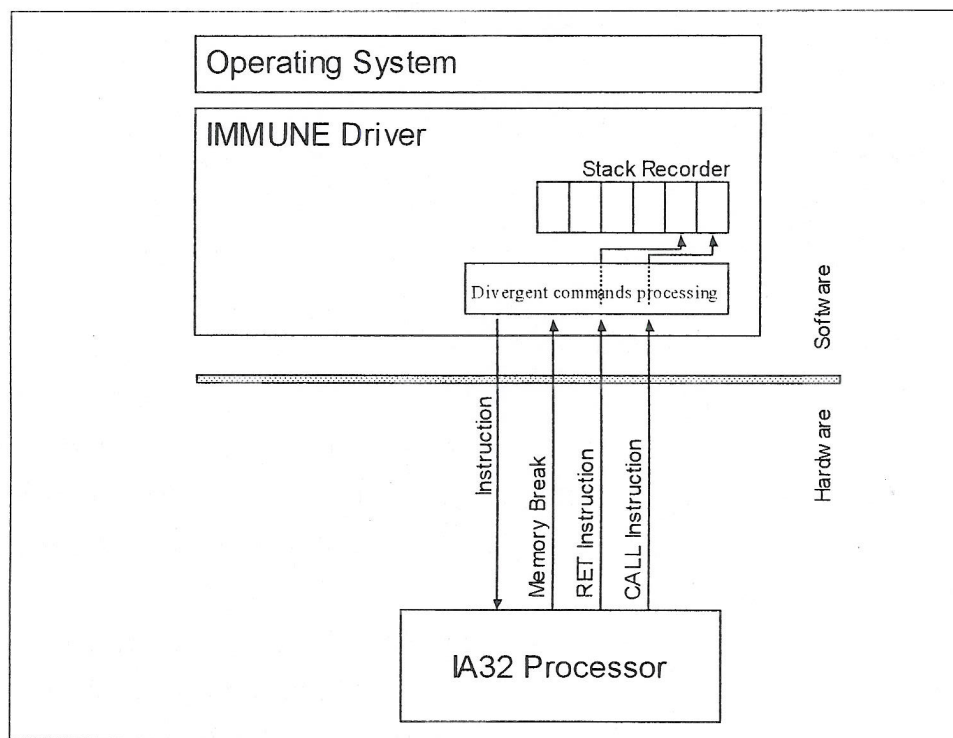 Operating System
IMMUNE Driver
Stack Recorder
Divergent commands processing
Software
Hardware
Instruction
Memory Break
RET Instruction
CALL Instruction
IA32 Processor